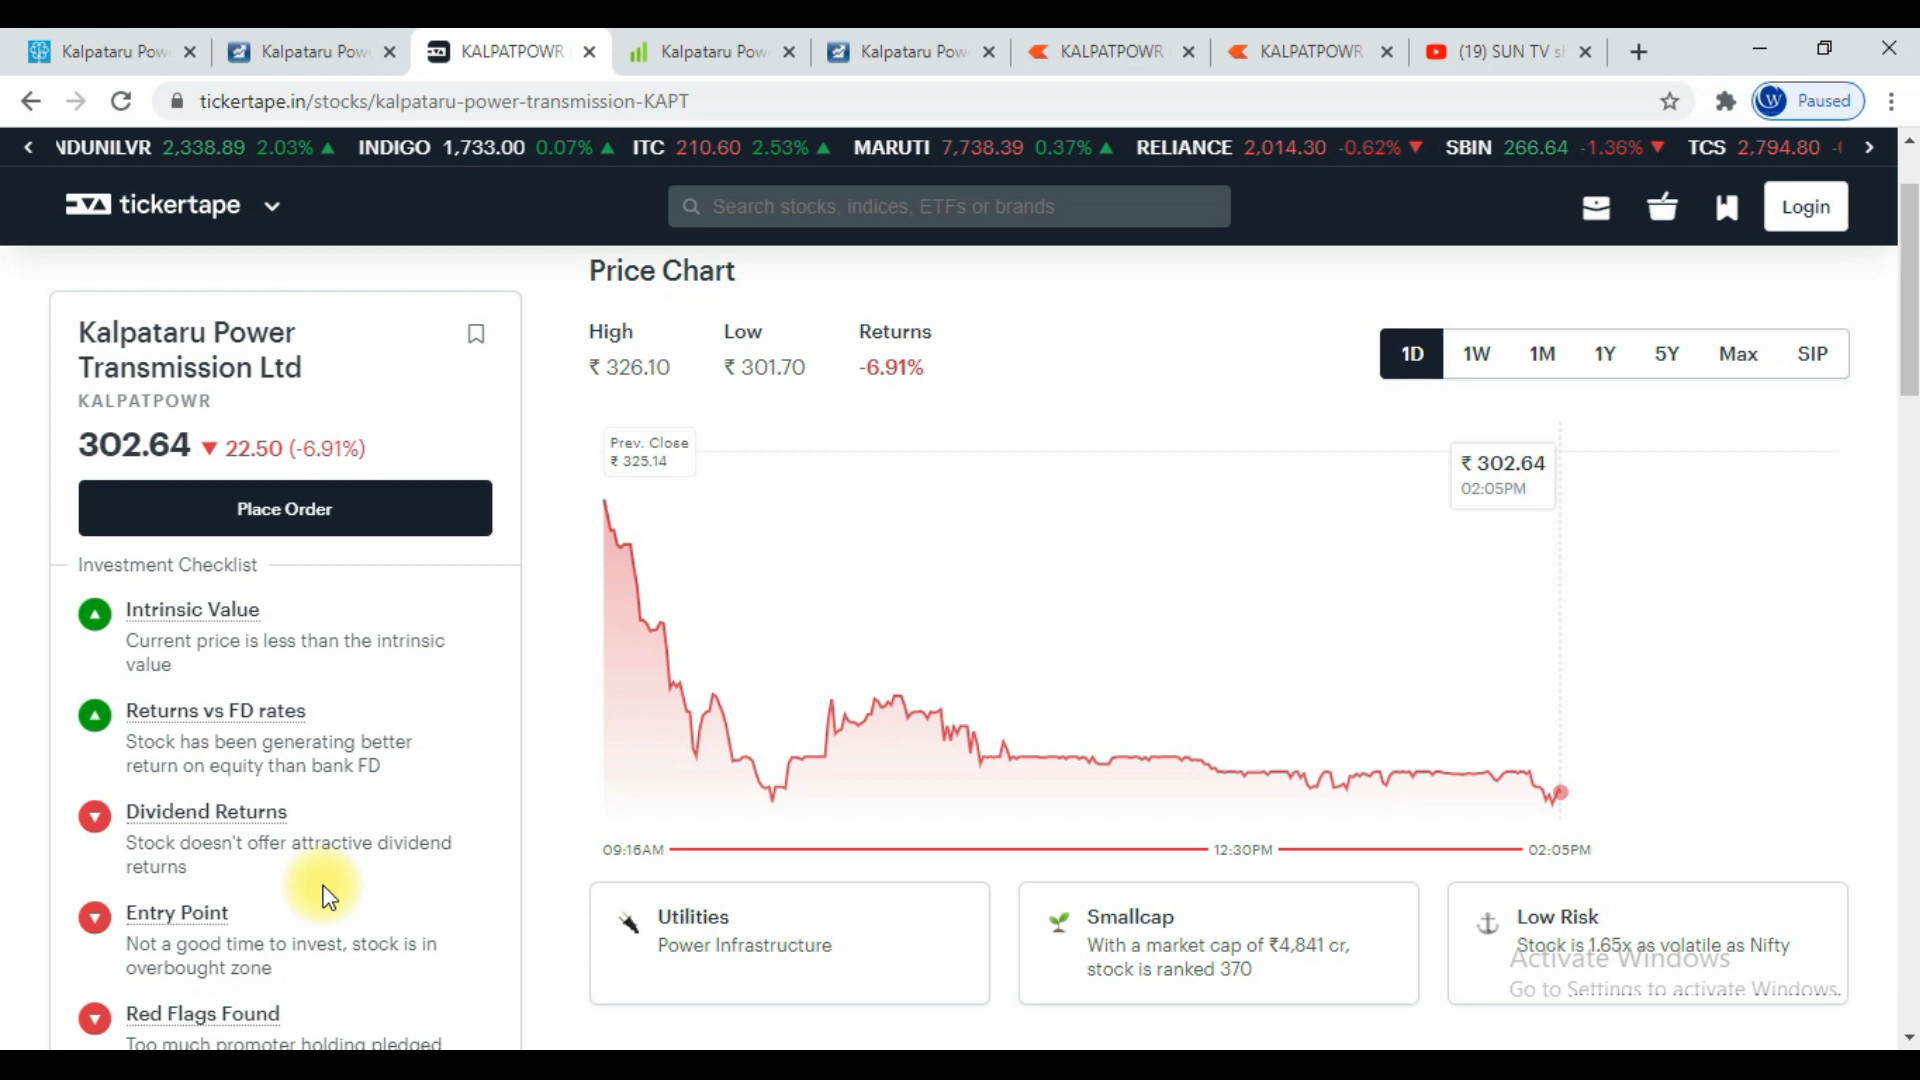 Kalpataru Pow
Kalpataru Pow
KALPATPOWR
Kalpataru Pow
Kalpataru Pow
KALPATPOWR
KALPATPOWR
(19) SUN TV sh
tickertape.in/stocks/kalpataru-power-transmission-KAPT
Paused
NDUNILVR 2,338.89 2.03% ▲ INDIGO 1,733.00 0.07% ▲ ITC 210.60 2.53% ▲ MARUTI 7,738.39 0.37% ▲ RELIANCE 2,014.30 -0.62% ▼ SBIN 266.64 -1.36% ▼ TCS 2,794.80
tickertape
Search stocks, indices, ETFs or brands
Login
Kalpataru Power
Transmission Ltd
KALPATPOWR
302.64 ▼ 22.50 (-6.91%)
Place Order
Investment Checklist
Intrinsic Value
Current price is less than the intrinsic
value
Returns vs FD rates
Stock has been generating better
return on equity than bank FD
Dividend Returns
Stock doesn't offer attractive dividend
returns
Entry Point
Not a good time to invest, stock is in
overbought zone
Red Flags Found
Too much promoter holding pledged
Price Chart
High Low Returns
₹ 326.10 ₹ 301.70 -6.91%
1D 1W 1M 1Y 5Y Max SIP
Prev. Close
₹ 325.14
₹ 302.64
02:05PM
09:16AM 12:30PM 02:05PM
Utilities
Power Infrastructure
Smallcap
With a market cap of ₹4,841 cr,
stock is ranked 370
Low Risk
Stock is 1.65x as volatile as Nifty
Activate Windows
Go to Settings to activate Windows.